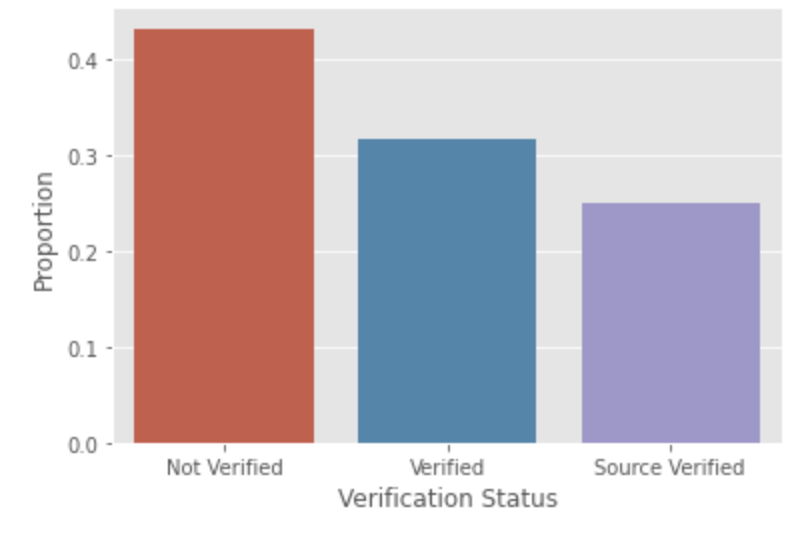 0.4
0.3
0.2
0.1
0.0
Proportion
Not Verified Verified Source Verified
Verification Status